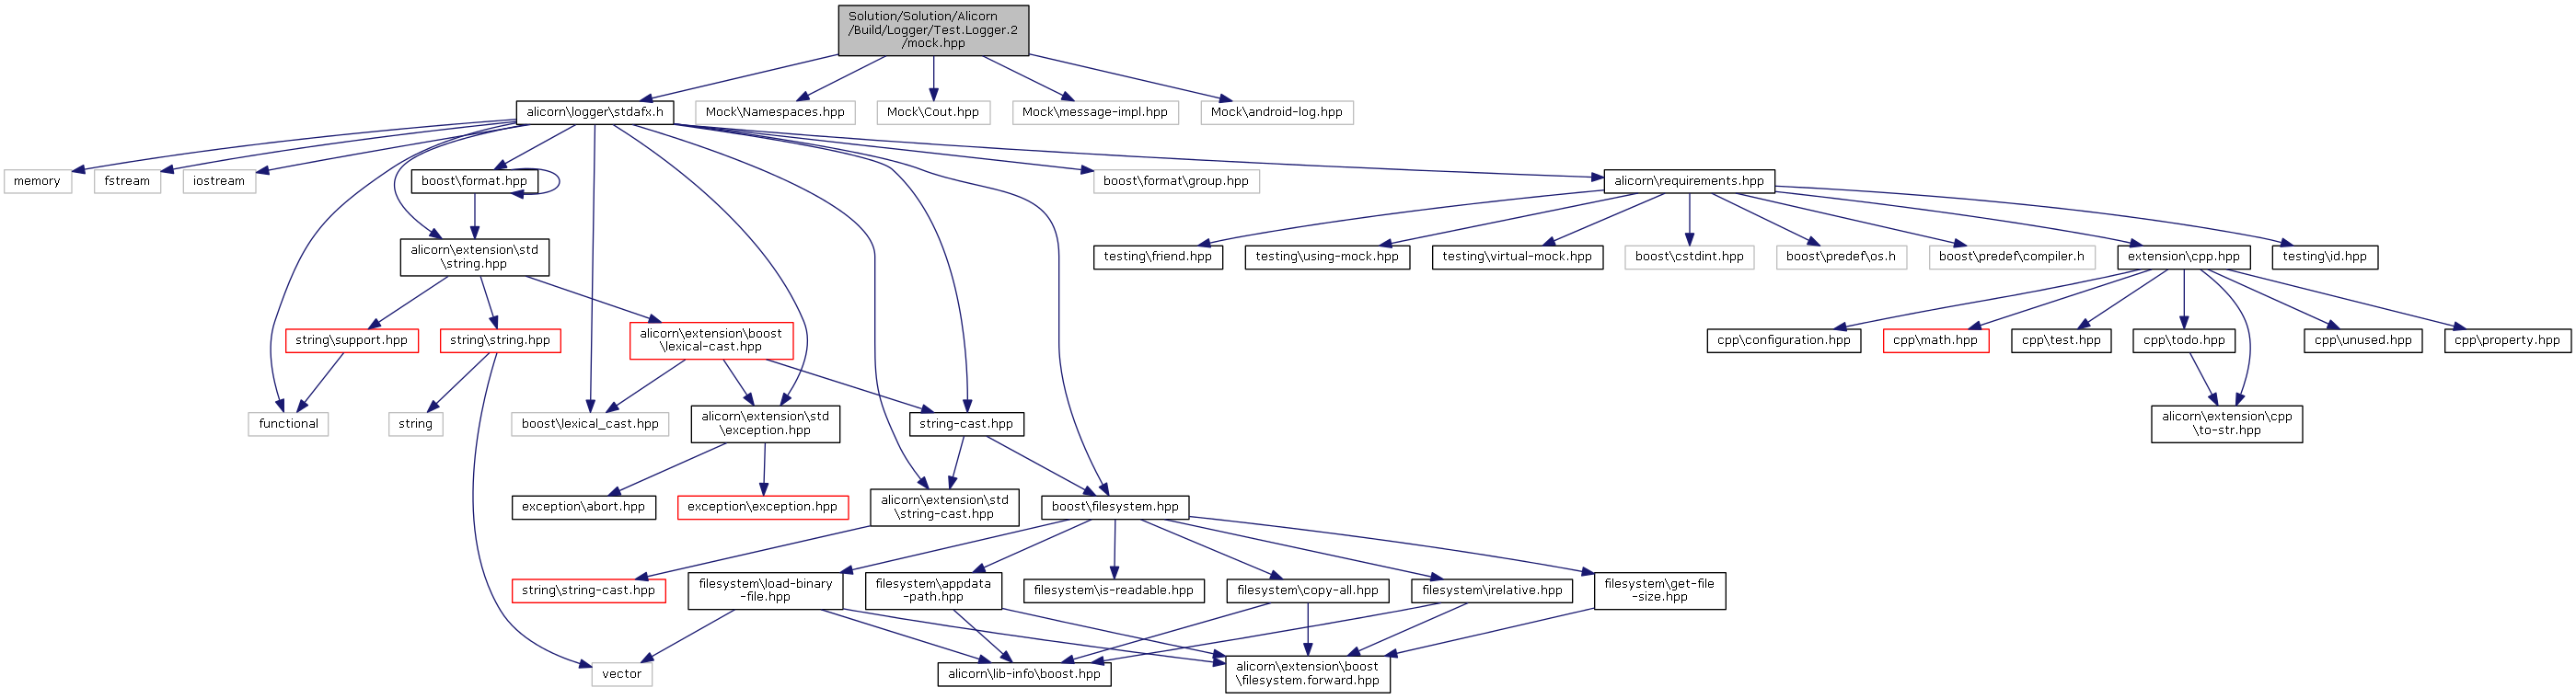 Solution/Solution/Alicorn
/Build/Logger/Test.Logger.2
/mock.hpp
alicorn\logger\stdafx.h
Mock\Namespaces.hpp
Mock\Cout.hpp
Mock\message-impl.hpp
Mock\android-log.hpp
memory
fstream
iostream
boost\format.hpp
boost\format\group.hpp
alicorn\requirements.hpp
alicorn\extension\std
\string.hpp
testing\friend.hpp
testing\using-mock.hpp
testing\virtual-mock.hpp
boost\cstdint.hpp
boost\predef\os.h
boost\predef\compiler.h
extension\cpp.hpp
testing\id.hpp
string\support.hpp
string\string.hpp
alicorn\extension\boost
\lexical-cast.hpp
cpp\configuration.hpp
cpp\math.hpp
cpp\test.hpp
cpp\todo.hpp
cpp\unused.hpp
cpp\property.hpp
functional
string
boost\lexical_cast.hpp
alicorn\extension\std
\exception.hpp
string-cast.hpp
alicorn\extension\cpp
\to-str.hpp
exception\abort.hpp
exception\exception.hpp
alicorn\extension\std
\string-cast.hpp
boost\filesystem.hpp
string\string-cast.hpp
filesystem\load-binary
-file.hpp
filesystem\appdata
-path.hpp
filesystem\is-readable.hpp
filesystem\copy-all.hpp
filesystem\irelative.hpp
filesystem\get-file
-size.hpp
vector
alicorn\lib-info\boost.hpp
alicorn\extension\boost
\filesystem.forward.hpp